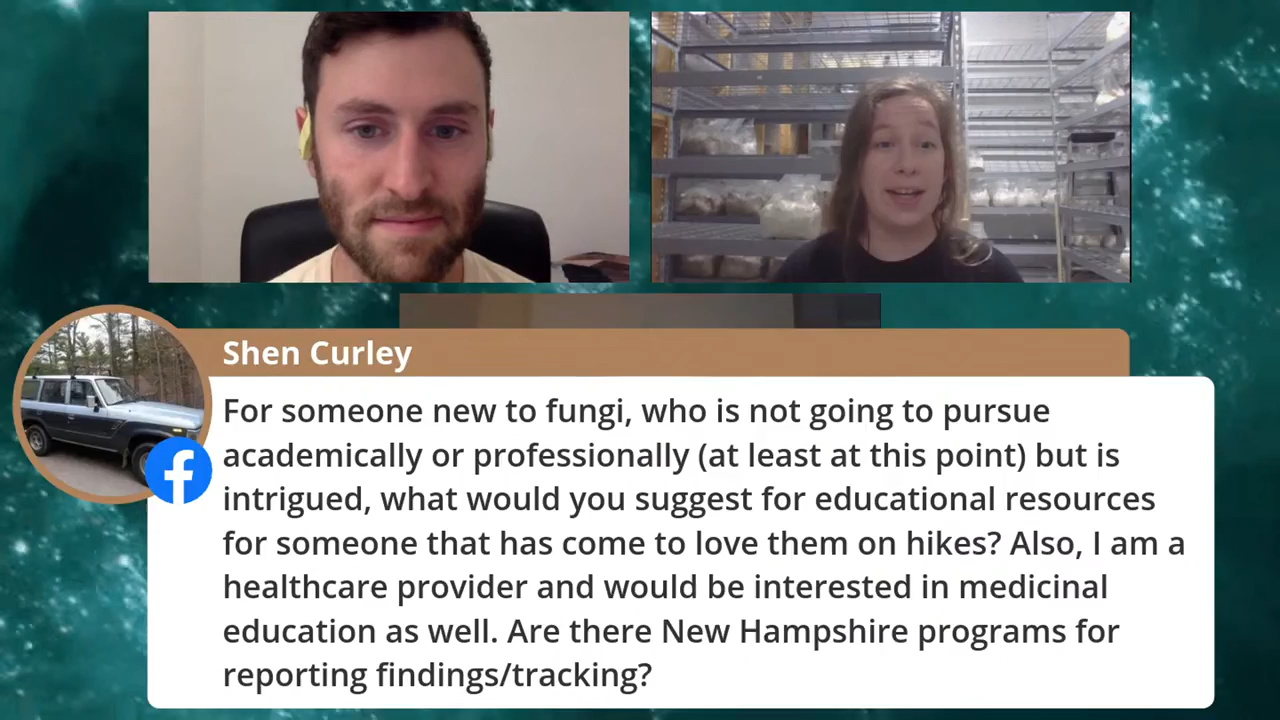 Shen Curley
For someone new to fungi, who is not going to pursue
academically or professionally (at least at this point) but is
intrigued, what would you suggest for educational resources
for someone that has come to love them on hikes? Also, I am a
healthcare provider and would be interested in medicinal
education as well. Are there New Hampshire programs for
reporting findings/tracking?